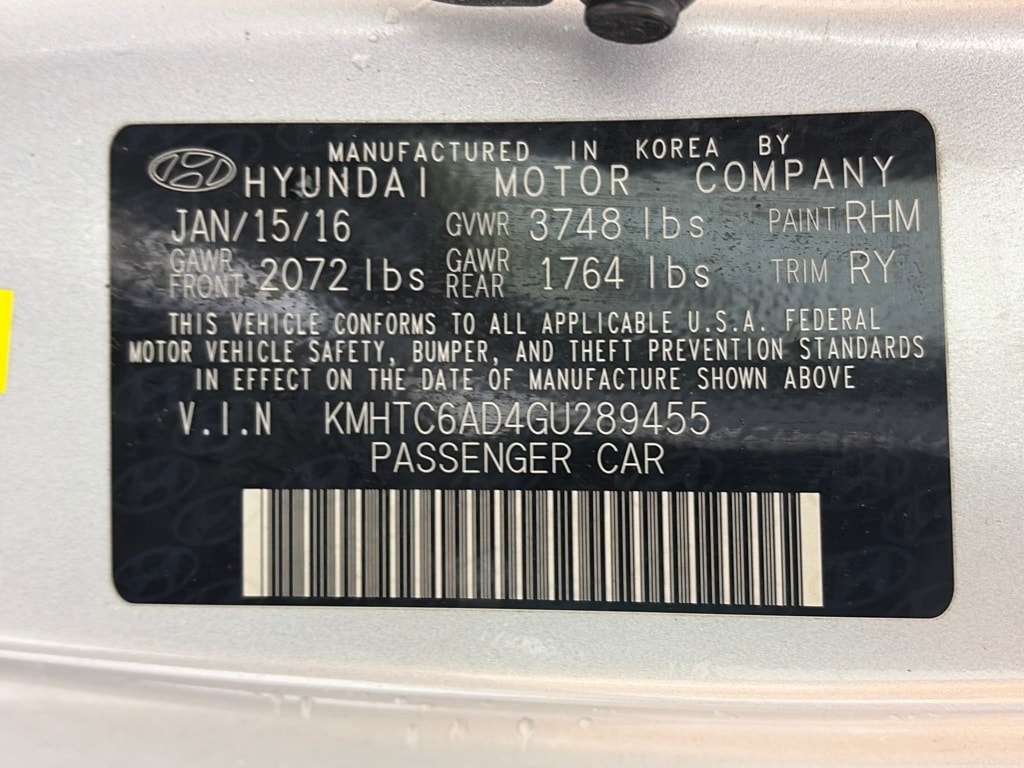 MANUFACTURED IN KOREA BY
HYUNDAI MOTOR COMPANY
JAN/15/16 GVWR 3748 lbs PAINT RHM
GAWR FRONT 2072 lbs GAWR REAR 1764 lbs TRIM RY
THIS VEHICLE CONFORMS TO ALL APPLICABLE U.S.A. FEDERAL
MOTOR VEHICLE SAFETY, BUMPER, AND THEFT PREVENTION STANDARDS
IN EFFECT ON THE DATE OF MANUFACTURE SHOWN ABOVE
V.I.N KMHTC6AD4GU289455
PASSENGER CAR